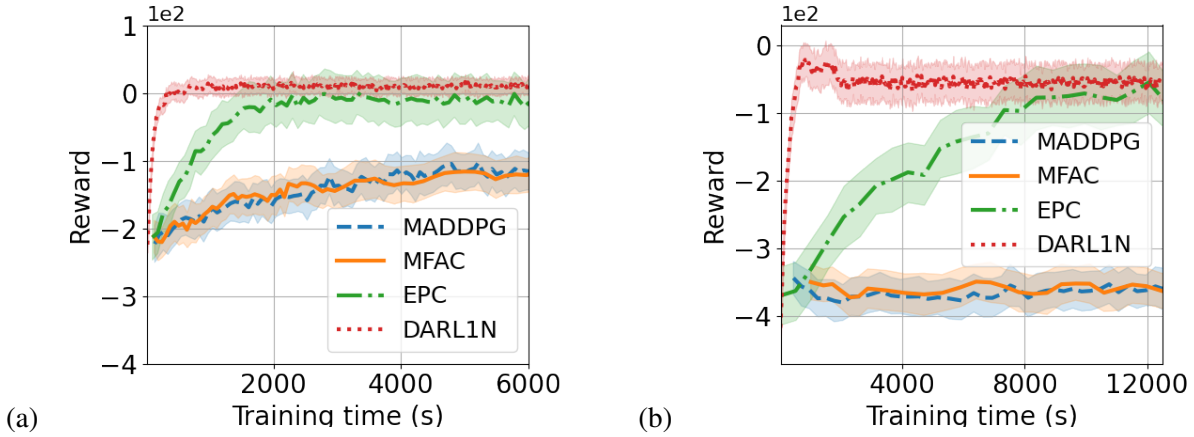 1e2
1
0
−1
−2
−3
−4
Reward
2000 4000 6000
Training time (s)
MADDPG
MFAC
EPC
DARL1N
(a)
1e2
0
−1
−2
−3
−4
Reward
4000 8000 12000
Training time (s)
MADDPG
MFAC
EPC
DARL1N
(b)